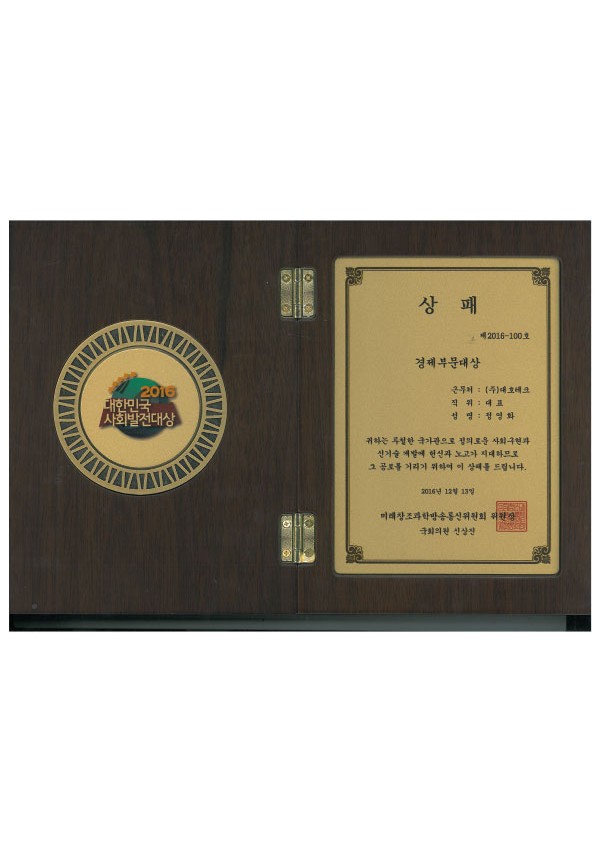 2016
대한민국
사회발전대상
상 패
제2016-100호
경제부문대상
근무처 : (주)대호테크
직 위 : 대 표
성 명 : 정 영 화
귀하는 투철한 국가관으로 정의로운 사회구현과
신기술 개발에 헌신과 노고가 지대하므로
그 공로를 기리기 위하여 이 상패를 드립니다.
2016년 12월 13일
미래창조과학방송통신위원회 위원장
국회의원 신상진